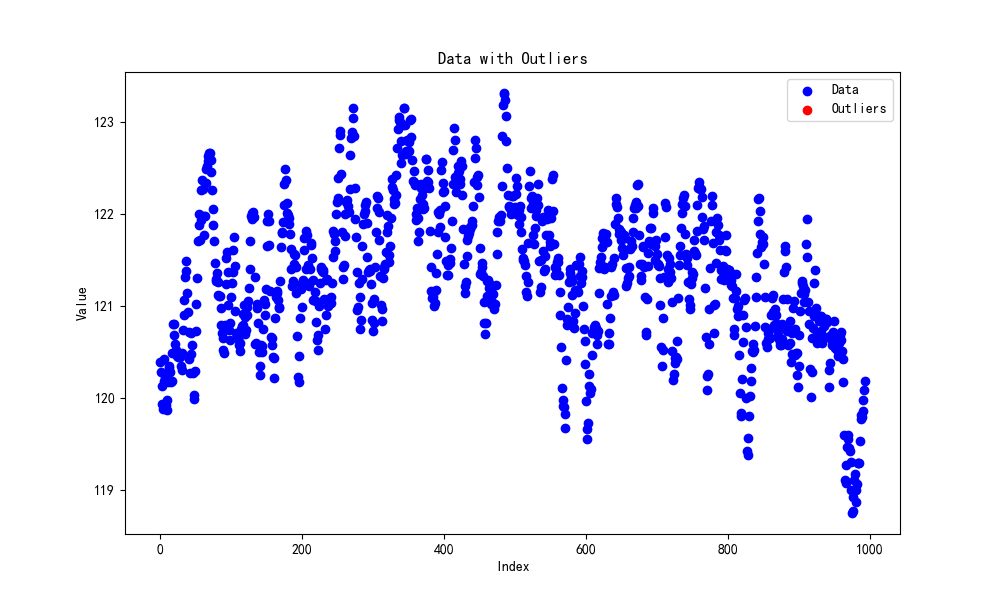 Data with Outliers
Data
Outliers
123
122
121
120
119
Value
0 200 400 600 800 1000
Index